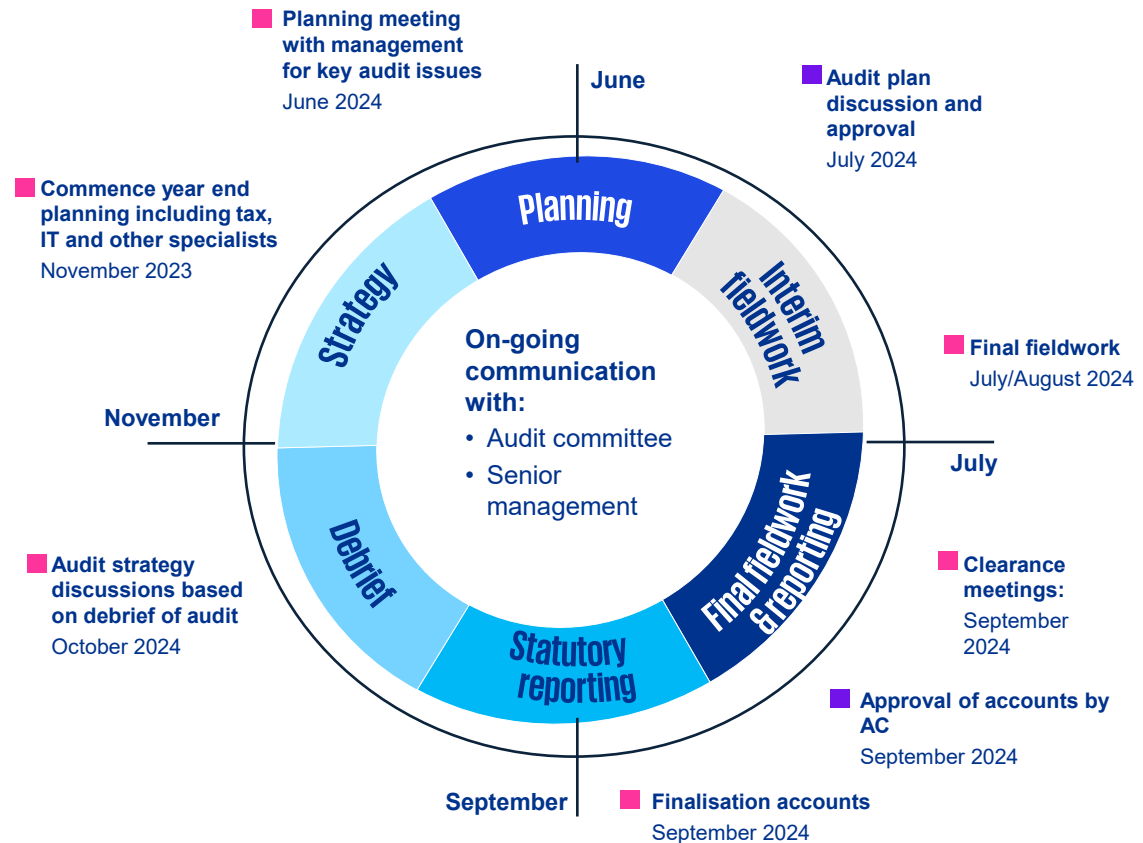 Planning meeting
with management
for key audit issues
June 2024
June
Audit plan
discussion and
approval
July 2024
Commence year end
planning including tax,
IT and other specialists
November 2023
Planning
Strategy
Interim
fieldwork
On-going
communication
with:
• Audit committee
• Senior
management
Final fieldwork
July/August 2024
November
July
Debrief
Final fieldwork
& reporting
Audit strategy
discussions based
on debrief of audit
October 2024
Clearance
meetings:
September
2024
Statutory
reporting
Approval of accounts by
AC
September 2024
September
Finalisation accounts
September 2024